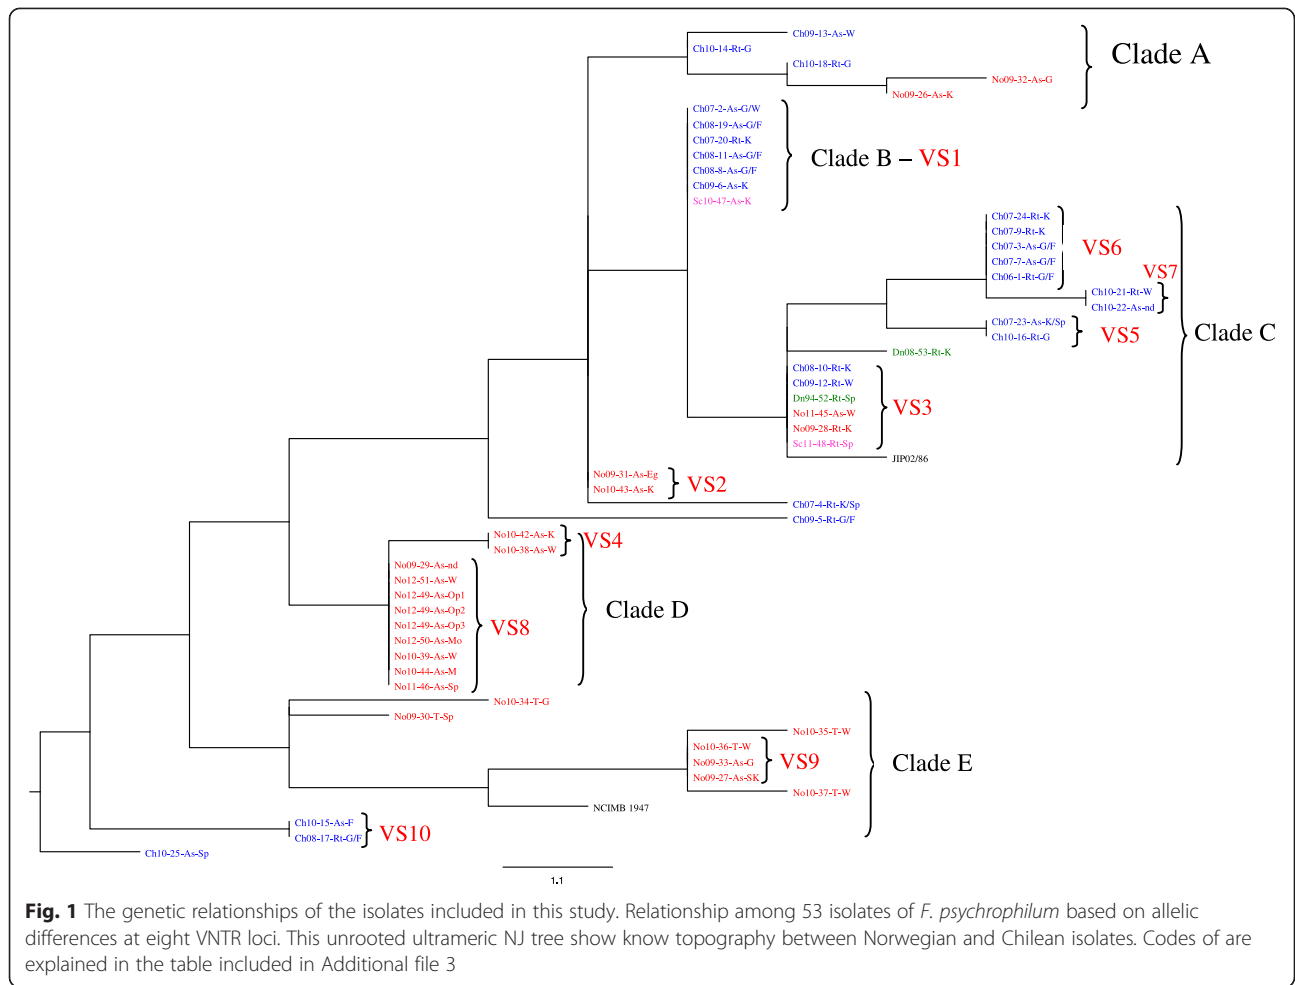 Ch09-13-As-W
Ch10-14-Rt-G
Ch10-18-Rt-G
No09-32-As-G
No09-26-As-K
Clade A
Ch07-2-As-G/W
Ch08-19-As-G/F
Ch07-20-Rt-K
Ch08-11-As-G/F
Ch08-8-As-G/F
Ch09-6-As-K
Sc10-47-As-K
Clade B – VS1
Ch07-24-Rt-K
Ch07-9-Rt-K
Ch07-3-As-G/F
Ch07-7-As-G/F
Ch06-1-Rt-G/F
VS6
VS7
Ch10-21-Rt-W
Ch10-22-As-nd
Ch07-23-As-K/Sp
Ch10-16-Rt-G
VS5
Clade C
Dn08-53-Rt-K
Ch08-10-Rt-K
Ch09-12-Rt-W
Dn94-52-Rt-Sp
No11-45-As-W
No09-28-Rt-K
Sc11-48-Rt-Sp
VS3
JIP02/86
No09-31-As-Eg
No10-43-As-K
VS2
Ch07-4-Rt-K/Sp
Ch09-5-Rt-G/F
No10-42-As-K
No10-38-As-W
VS4
No09-29-As-nd
No12-51-As-W
No12-49-As-Op1
No12-49-As-Op2
No12-49-As-Op3
No12-50-As-Mo
No10-39-As-W
No10-44-As-M
No11-46-As-Sp
VS8
Clade D
No10-34-T-G
No09-30-T-Sp
No10-35-T-W
No10-36-T-W
No09-33-As-G
No09-27-As-SK
VS9
No10-37-T-W
NCIMB 1947
Clade E
Ch10-15-As-F
Ch08-17-Rt-G/F
VS10
Ch10-25-As-Sp
1.1
Fig. 1 The genetic relationships of the isolates included in this study. Relationship among 53 isolates of F. psychrophilum based on allelic
differences at eight VNTR loci. This unrooted ultrameric NJ tree show know topography between Norwegian and Chilean isolates. Codes of are
explained in the table included in Additional file 3